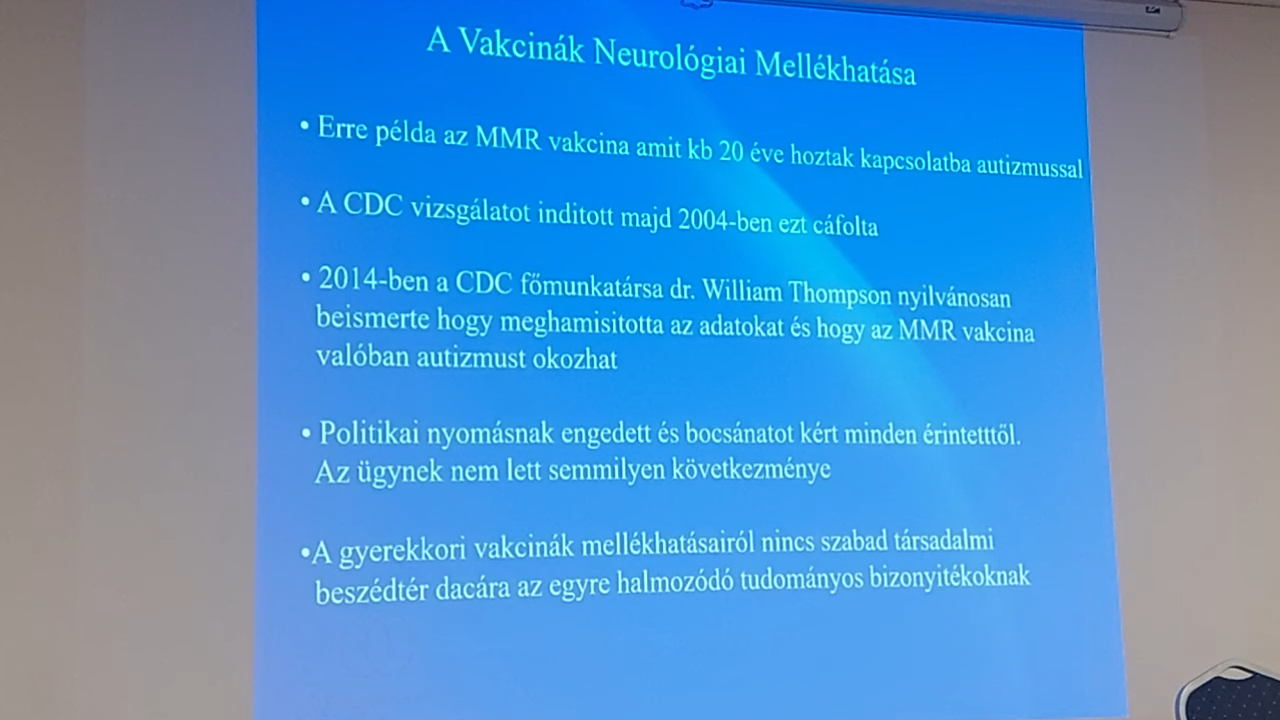 A Vakcinák Neurológiai Mellékhatása
• Erre példa az MMR vakcina amit kb 20 éve hoztak kapcsolatba autizmussal
• A CDC vizsgálatot inditott majd 2004-ben ezt cáfolta
• 2014-ben a CDC főmunkatársa dr. William Thompson nyilvánosan
beismerte hogy meghamisitotta az adatokat és hogy az MMR vakcina
valóban autizmust okozhat
• Politikai nyomásnak engedett és bocsánatot kért minden érintetttől.
Az ügynek nem lett semmilyen következménye
•A gyerekkori vakcinák mellékhatásairól nincs szabad társadalmi
beszédtér dacára az egyre halmozódó tudományos bizonyitékoknak